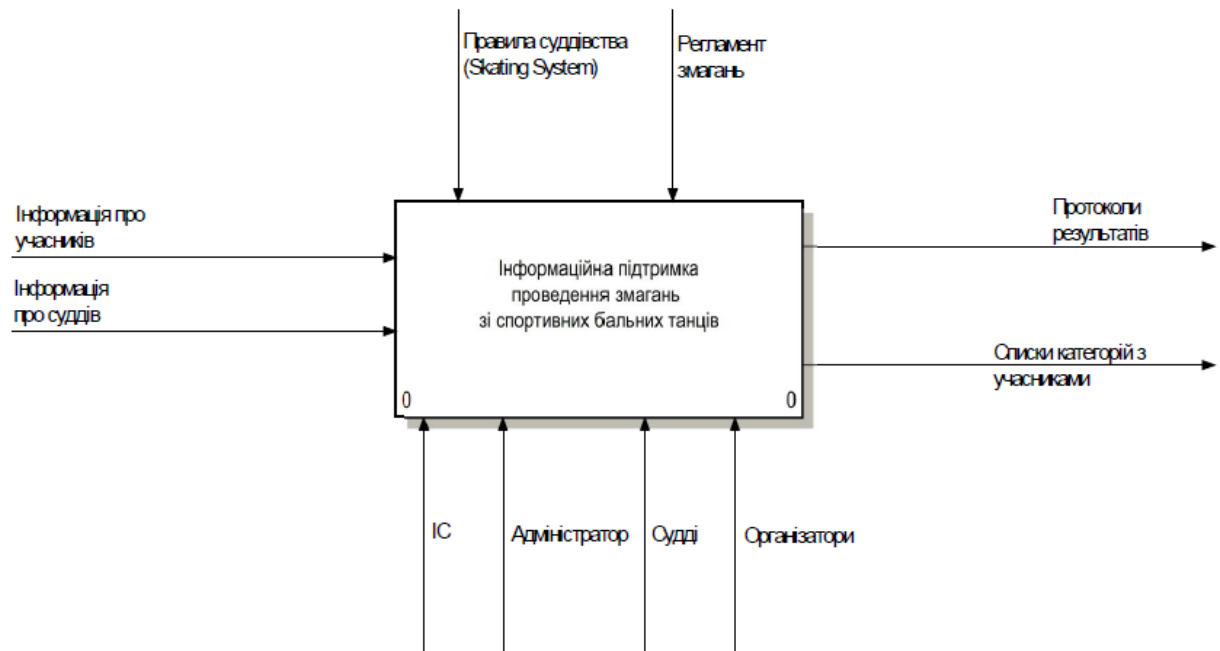 Правила суддівства
(Skating System)
Регламент
змагань
Інформація про
учасників
Інформація
про суддів
Інформаційна підтримка
проведення змагань
зі спортивних бальних танців
0
0
Протоколи
результатів
Списки категорій з
учасниками
ІС
Адміністратор
Судді
Організатори